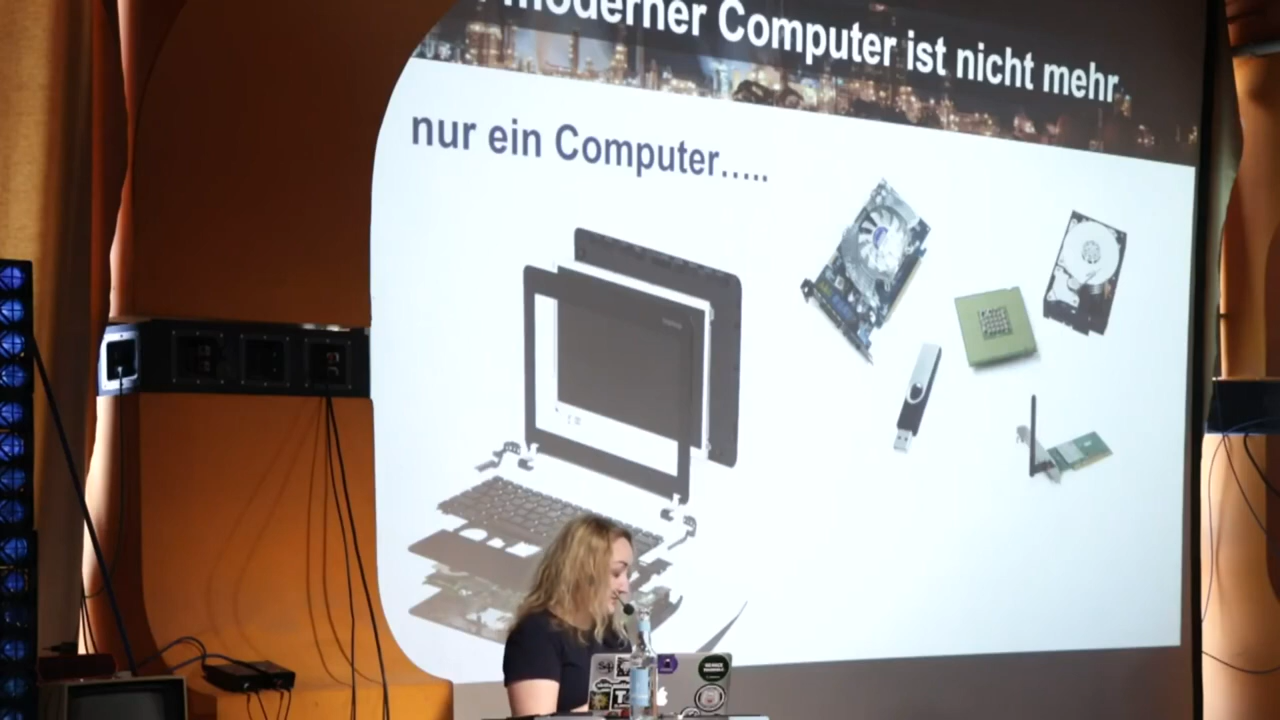 moderner Computer ist nicht mehr
nur ein Computer.....